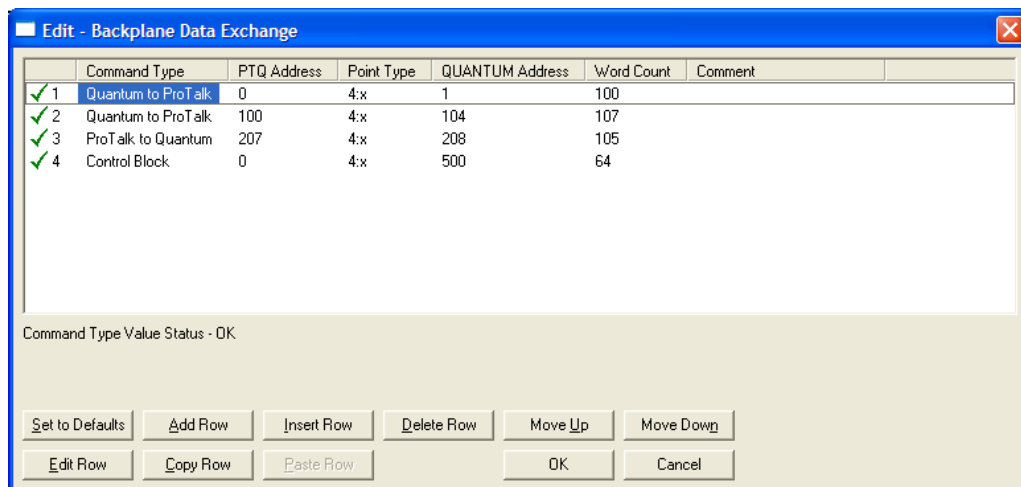 Edit - Backplane Data Exchange
Command Type PTQ Address Point Type QUANTUM Address Word Count Comment
1 Quantum to ProTalk 0 4:x 1 100
2 Quantum to ProTalk 100 4:x 104 107
3 ProTalk to Quantum 207 4:x 208 105
4 Control Block 0 4:x 500 64
Command Type Value Status - OK
Set to Defaults Add Row Insert Row Delete Row Move Up Move Down
Edit Row Copy Row Paste Row OK Cancel